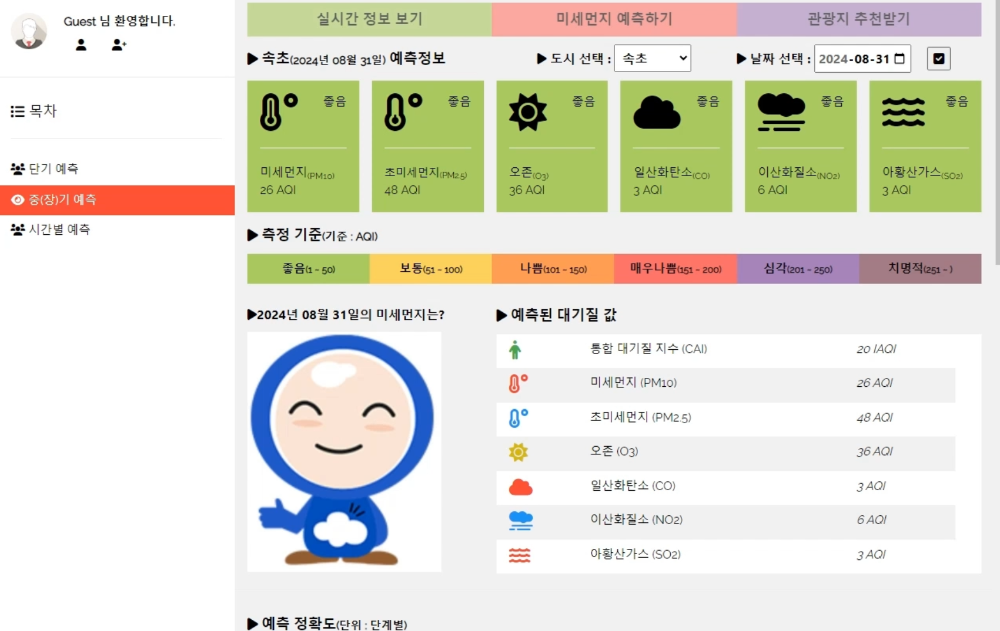 Guest 님 환영합니다.
목차
단기 예측
중(장)기 예측
시간별 예측
실시간 정보 보기
미세먼지 예측하기
관광지 추천받기
▶ 속초(2024년 08월 31일) 예측정보
▶ 도시 선택 : 속초
▶ 날짜 선택 : 2024-08-31
좋음
미세먼지(PM10)
26 AQI
좋음
초미세먼지(PM2.5)
48 AQI
좋음
오존(O3)
36 AQI
좋음
일산화탄소(CO)
3 AQI
좋음
이산화질소(NO2)
6 AQI
좋음
아황산가스(SO2)
3 AQI
▶ 측정 기준(기준 : AQI)
좋음(1 ~ 50)
보통(51 ~ 100)
나쁨(101 ~ 150)
매우나쁨(151 ~ 200)
심각(201 ~ 250)
치명적(251 ~ )
▶2024년 08월 31일의 미세먼지는?
▶ 예측된 대기질 값
통합 대기질 지수 (CAI) 20 IAQI
미세먼지 (PM10) 26 AQI
초미세먼지 (PM2.5) 48 AQI
오존 (O3) 36 AQI
일산화탄소 (CO) 3 AQI
이산화질소 (NO2) 6 AQI
아황산가스 (SO2) 3 AQI
▶ 예측 정확도(단위 : 단계별)